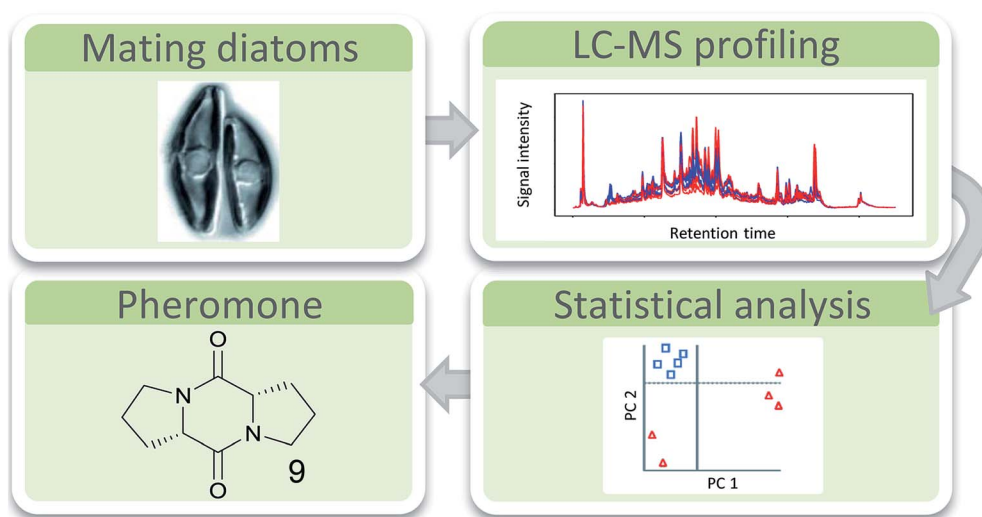 Mating diatoms
LC-MS profiling
Signal intensity
Retention time
Statistical analysis
PC 2
PC 1
Pheromone
O
N
N
O
9